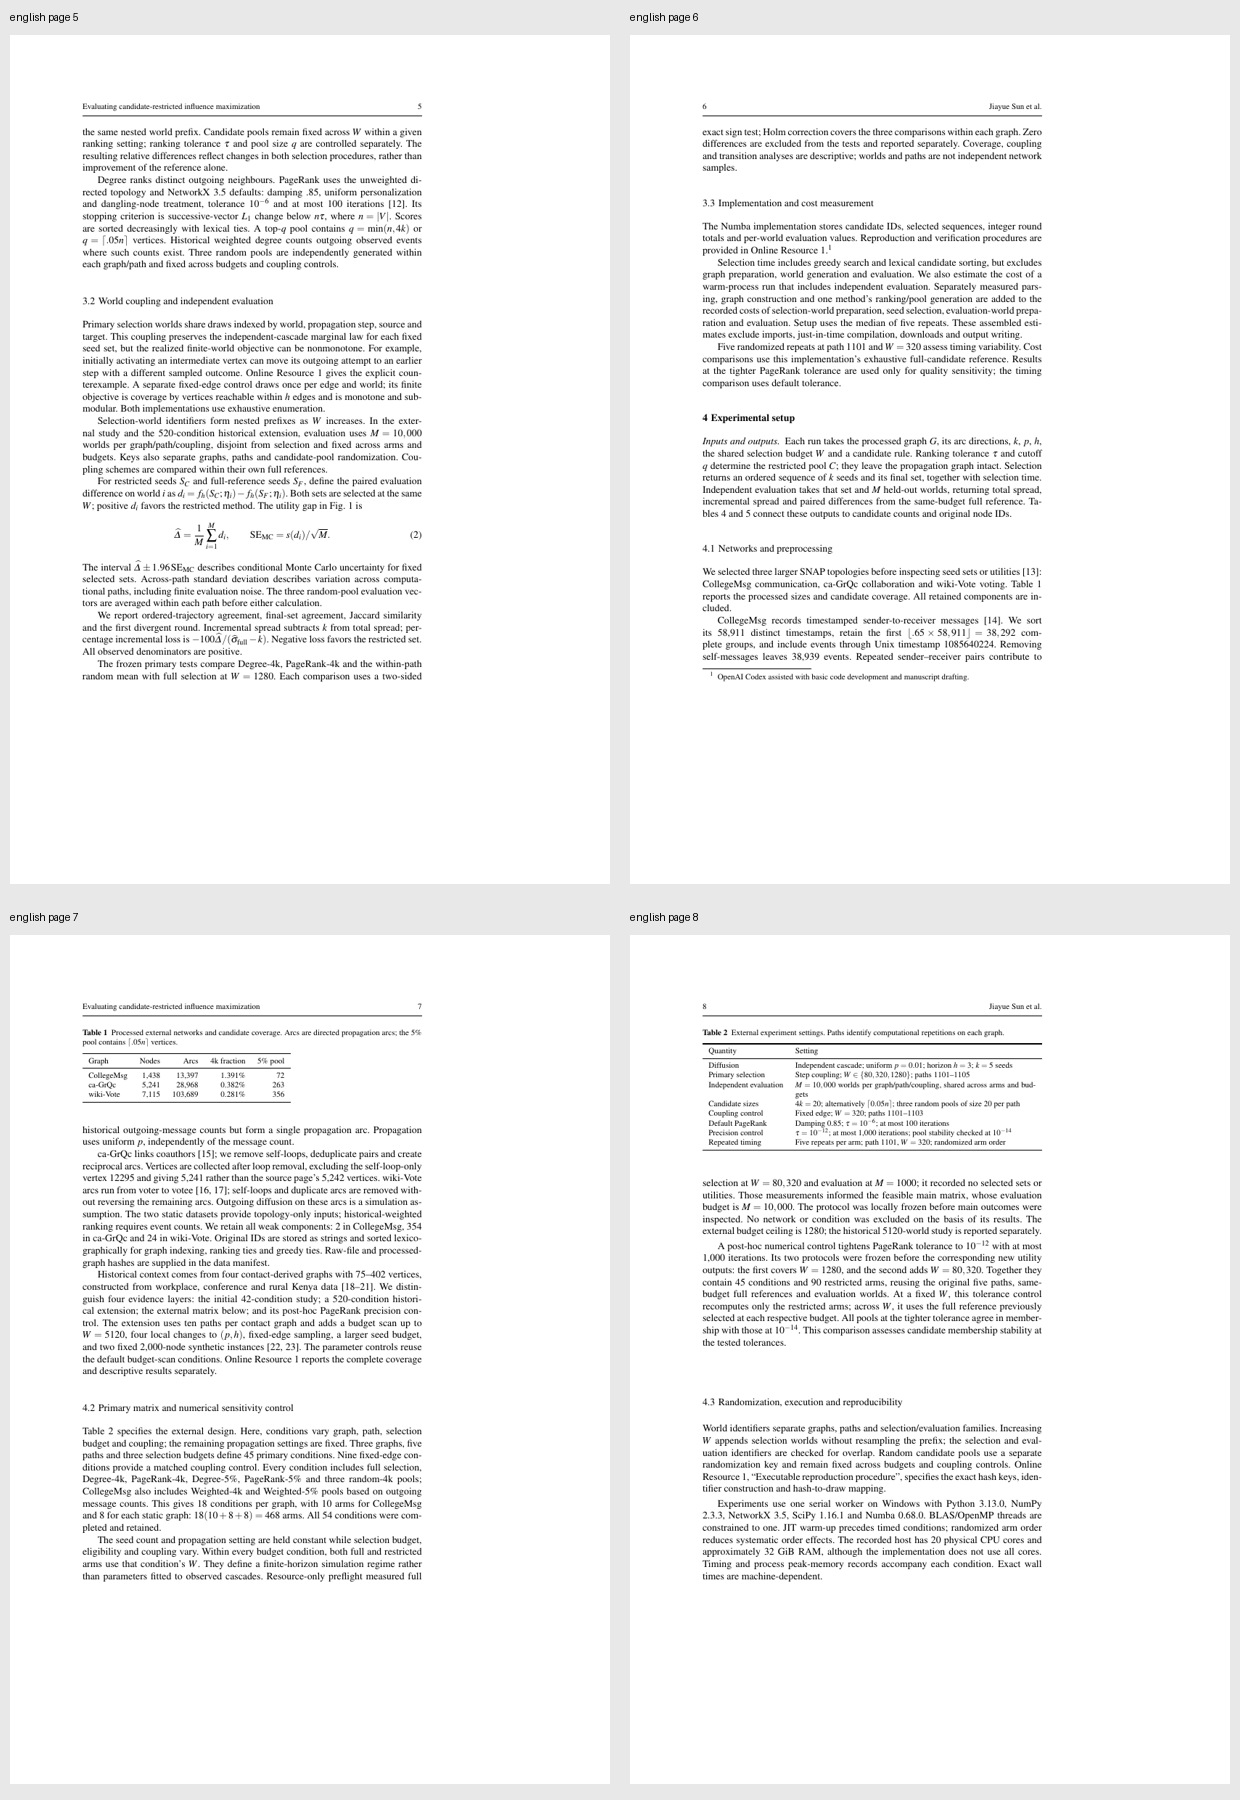 english page 5
Evaluating candidate-restricted influence maximization 5
the same nested world prefix. Candidate pools remain fixed across W within a given
ranking setting; ranking tolerance τ and pool size q are controlled separately. The
resulting relative differences reflect changes in both selection procedures, rather than
improvement of the reference alone.
Degree ranks distinct outgoing neighbours. PageRank uses the unweighted di-
rected topology and NetworkX 3.5 defaults: damping .85, uniform personalization
and dangling-node treatment, tolerance 10⁻⁶ and at most 100 iterations [12]. Its
stopping criterion is successive-vector L₁ change below nτ, where n = |V|. Scores
are sorted decreasingly with lexical ties. A top-q pool contains q = min(n,4k) or
q = ⌈.05n⌉ vertices. Historical weighted degree counts outgoing observed events
where such counts exist. Three random pools are independently generated within
each graph/path and fixed across budgets and coupling controls.
3.2 World coupling and independent evaluation
Primary selection worlds share draws indexed by world, propagation step, source and
target. This coupling preserves the independent-cascade marginal law for each fixed
seed set, but the realized finite-world objective can be nonmonotone. For example,
initially activating an intermediate vertex can move its outgoing attempt to an earlier
step with a different sampled outcome. Online Resource 1 gives the explicit coun-
terexample. A separate fixed-edge control draws once per edge and world; its finite
objective is coverage by vertices reachable within h edges and is monotone and sub-
modular. Both implementations use exhaustive enumeration.
Selection-world identifiers form nested prefixes as W increases. In the exter-
nal study and the 520-condition historical extension, evaluation uses M = 10,000
worlds per graph/path/coupling, disjoint from selection and fixed across arms and
budgets. Keys also separate graphs, paths and candidate-pool randomization. Cou-
pling schemes are compared within their own full references.
For restricted seeds S_C and full-reference seeds S_F, define the paired evaluation
difference on world i as d_i = f_h(S_C; η_i) − f_h(S_F; η_i). Both sets are selected at the same
W; positive d_i favors the restricted method. The utility gap in Fig. 1 is
Δ̂ = 1/M ∑_{i=1}^{M} d_i, SE_MC = s(d_i)/√M. (2)
The interval Δ̂ ± 1.96SE_MC describes conditional Monte Carlo uncertainty for fixed
selected sets. Across-path standard deviation describes variation across computa-
tional paths, including finite evaluation noise. The three random-pool evaluation vec-
tors are averaged within each path before either calculation.
We report ordered-trajectory agreement, final-set agreement, Jaccard similarity
and the first divergent round. Incremental spread subtracts k from total spread; per-
centage incremental loss is −100Δ̂/(σ̂_full − k). Negative loss favors the restricted set.
All observed denominators are positive.
The frozen primary tests compare Degree-4k, PageRank-4k and the within-path
random mean with full selection at W = 1280. Each comparison uses a two-sided
english page 6
6 Jiayue Sun et al.
exact sign test; Holm correction covers the three comparisons within each graph. Zero
differences are excluded from the tests and reported separately. Coverage, coupling
and transition analyses are descriptive; worlds and paths are not independent network
samples.
3.3 Implementation and cost measurement
The Numba implementation stores candidate IDs, selected sequences, integer round
totals and per-world evaluation values. Reproduction and verification procedures are
provided in Online Resource 1.¹
Selection time includes greedy search and lexical candidate sorting, but excludes
graph preparation, world generation and evaluation. We also estimate the cost of a
warm-process run that includes independent evaluation. Separately measured pars-
ing, graph construction and one method's ranking/pool generation are added to the
recorded costs of selection-world preparation, seed selection, evaluation-world prepa-
ration and evaluation. Setup uses the median of five repeats. These assembled esti-
mates exclude imports, just-in-time compilation, downloads and output writing.
Five randomized repeats at path 1101 and W = 320 assess timing variability. Cost
comparisons use this implementation's exhaustive full-candidate reference. Results
at the tighter PageRank tolerance are used only for quality sensitivity; the timing
comparison uses default tolerance.
4 Experimental setup
Inputs and outputs. Each run takes the processed graph G, its arc directions, k, p, h,
the shared selection budget W and a candidate rule. Ranking tolerance τ and cutoff
q determine the restricted pool C; they leave the propagation graph intact. Selection
returns an ordered sequence of k seeds and its final set, together with selection time.
Independent evaluation takes that set and M held-out worlds, returning total spread,
incremental spread and paired differences from the same-budget full reference. Ta-
bles 4 and 5 connect these outputs to candidate counts and original node IDs.
4.1 Networks and preprocessing
We selected three larger SNAP topologies before inspecting seed sets or utilities [13]:
CollegeMsg communication, ca-GrQc collaboration and wiki-Vote voting. Table 1
reports the processed sizes and candidate coverage. All retained components are in-
cluded.
CollegeMsg records timestamped sender-to-receiver messages [14]. We sort
its 58,911 distinct timestamps, retain the first ⌊.65 × 58,911⌋ = 38,292 com-
plete groups, and include events through Unix timestamp 1085640224. Removing
self-messages leaves 38,939 events. Repeated sender–receiver pairs contribute to
¹ OpenAI Codex assisted with basic code development and manuscript drafting.
english page 7
Evaluating candidate-restricted influence maximization 7
Table 1 Processed external networks and candidate coverage. Arcs are directed propagation arcs; the 5%
pool contains ⌈.05n⌉ vertices.
Graph Nodes Arcs 4k fraction 5% pool
CollegeMsg 1,438 13,397 1.391% 72
ca-GrQc 5,241 28,968 0.382% 263
wiki-Vote 7,115 103,689 0.281% 356
historical outgoing-message counts but form a single propagation arc. Propagation
uses uniform p, independently of the message count.
ca-GrQc links coauthors [15]; we remove self-loops, deduplicate pairs and create
reciprocal arcs. Vertices are collected after loop removal, excluding the self-loop-only
vertex 12295 and giving 5,241 rather than the source page's 5,242 vertices. wiki-Vote
arcs run from voter to votee [16, 17]; self-loops and duplicate arcs are removed with-
out reversing the remaining arcs. Outgoing diffusion on these arcs is a simulation as-
sumption. The two static datasets provide topology-only inputs; historical-weighted
ranking requires event counts. We retain all weak components: 2 in CollegeMsg, 354
in ca-GrQc and 24 in wiki-Vote. Original IDs are stored as strings and sorted lexico-
graphically for graph indexing, ranking ties and greedy ties. Raw-file and processed-
graph hashes are supplied in the data manifest.
Historical context comes from four contact-derived graphs with 75–402 vertices,
constructed from workplace, conference and rural Kenya data [18–21]. We distin-
guish four evidence layers: the initial 42-condition study; a 520-condition histori-
cal extension; the external matrix below; and its post-hoc PageRank precision con-
trol. The extension uses ten paths per contact graph and adds a budget scan up to
W = 5120, four local changes to (p,h), fixed-edge sampling, a larger seed budget,
and two fixed 2,000-node synthetic instances [22, 23]. The parameter controls reuse
the default budget-scan conditions. Online Resource 1 reports the complete coverage
and descriptive results separately.
4.2 Primary matrix and numerical sensitivity control
Table 2 specifies the external design. Here, conditions vary graph, path, selection
budget and coupling; the remaining propagation settings are fixed. Three graphs, five
paths and three selection budgets define 45 primary conditions. Nine fixed-edge con-
ditions provide a matched coupling control. Every condition includes full selection,
Degree-4k, PageRank-4k, Degree-5%, PageRank-5% and three random-4k pools;
CollegeMsg also includes Weighted-4k and Weighted-5% pools based on outgoing
message counts. This gives 18 conditions per graph, with 10 arms for CollegeMsg
and 8 for each static graph: 18(10+8+8) = 468 arms. All 54 conditions were com-
pleted and retained.
The seed count and propagation setting are held constant while selection budget,
eligibility and coupling vary. Within every budget condition, both full and restricted
arms use that condition's W. They define a finite-horizon simulation regime rather
than parameters fitted to observed cascades. Resource-only preflight measured full
english page 8
8 Jiayue Sun et al.
Table 2 External experiment settings. Paths identify computational repetitions on each graph.
Quantity Setting
Diffusion Independent cascade; uniform p = 0.01; horizon h = 3; k = 5 seeds
Primary selection Step coupling; W ∈ {80,320,1280}; paths 1101–1105
Independent evaluation M = 10,000 worlds per graph/path/coupling, shared across arms and bud-
gets
Candidate sizes 4k = 20; alternatively ⌈0.05n⌉; three random pools of size 20 per path
Coupling control Fixed edge; W = 320; paths 1101–1103
Default PageRank Damping 0.85; τ = 10⁻⁶; at most 100 iterations
Precision control τ = 10⁻¹²; at most 1,000 iterations; pool stability checked at 10⁻¹⁴
Repeated timing Five repeats per arm; path 1101, W = 320; randomized arm order
selection at W = 80,320 and evaluation at M = 1000; it recorded no selected sets or
utilities. Those measurements informed the feasible main matrix, whose evaluation
budget is M = 10,000. The protocol was locally frozen before main outcomes were
inspected. No network or condition was excluded on the basis of its results. The
external budget ceiling is 1280; the historical 5120-world study is reported separately.
A post-hoc numerical control tightens PageRank tolerance to 10⁻¹² with at most
1,000 iterations. Its two protocols were frozen before the corresponding new utility
outputs: the first covers W = 1280, and the second adds W = 80,320. Together they
contain 45 conditions and 90 restricted arms, reusing the original five paths, same-
budget full references and evaluation worlds. At a fixed W, this tolerance control
recomputes only the restricted arms; across W, it uses the full reference previously
selected at each respective budget. All pools at the tighter tolerance agree in member-
ship with those at 10⁻¹⁴. This comparison assesses candidate membership stability at
the tested tolerances.
4.3 Randomization, execution and reproducibility
World identifiers separate graphs, paths and selection/evaluation families. Increasing
W appends selection worlds without resampling the prefix; the selection and eval-
uation identifiers are checked for overlap. Random candidate pools use a separate
randomization key and remain fixed across budgets and coupling controls. Online
Resource 1, “Executable reproduction procedure”, specifies the exact hash keys, iden-
tifier construction and hash-to-draw mapping.
Experiments use one serial worker on Windows with Python 3.13.0, NumPy
2.3.3, NetworkX 3.5, SciPy 1.16.1 and Numba 0.68.0. BLAS/OpenMP threads are
constrained to one. JIT warm-up precedes timed conditions; randomized arm order
reduces systematic order effects. The recorded host has 20 physical CPU cores and
approximately 32 GiB RAM, although the implementation does not use all cores.
Timing and process peak-memory records accompany each condition. Exact wall
times are machine-dependent.